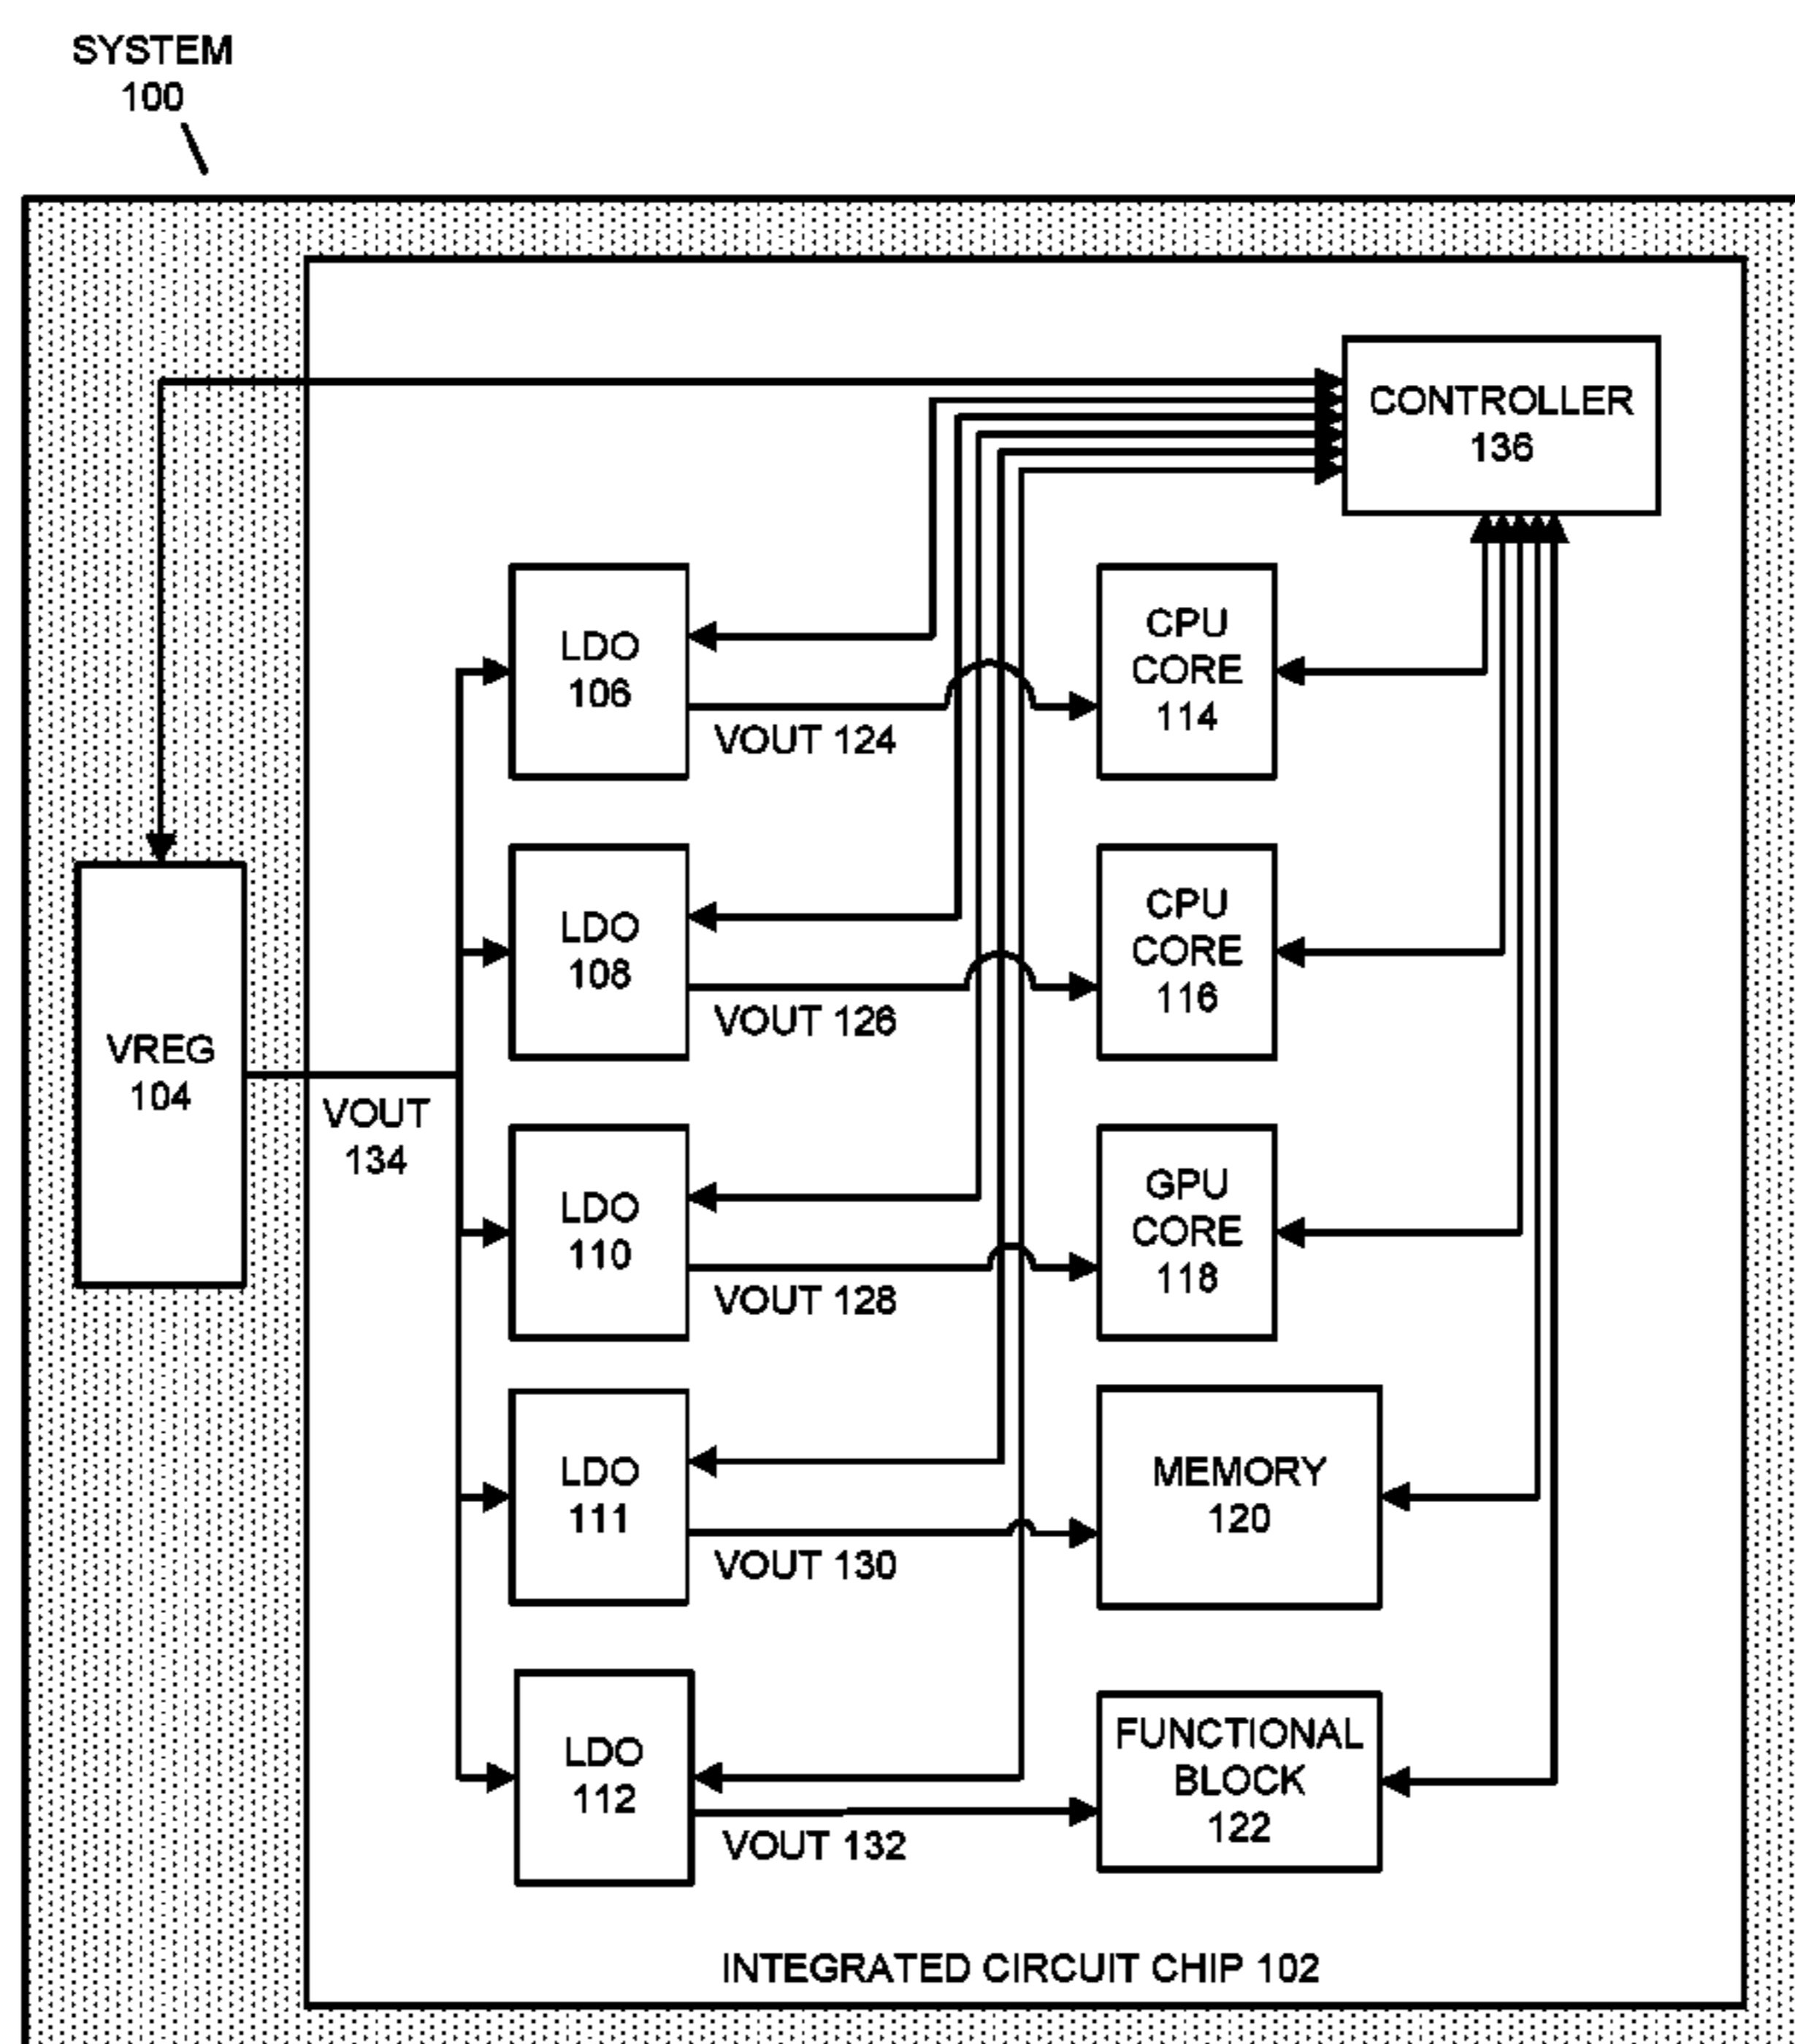 SYSTEM
100
CONTROLLER
136
LDO
106
CPU
CORE
114
VOUT 124
LDO
108
CPU
CORE
116
VOUT 126
VREG
104
VOUT
134
LDO
110
GPU
CORE
118
VOUT 128
LDO
111
MEMORY
120
VOUT 130
LDO
112
FUNCTIONAL
BLOCK
122
VOUT 132
INTEGRATED CIRCUIT CHIP 102